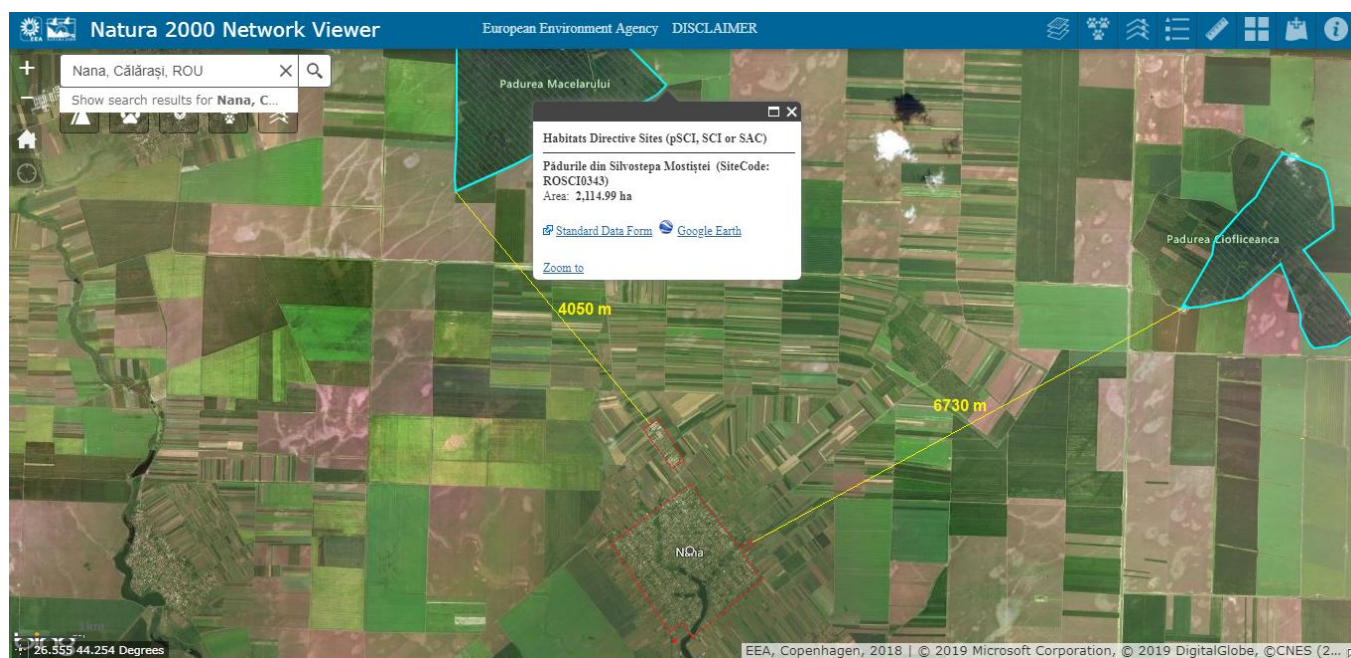 EEA
Natura 2000 Network Viewer
European Environment Agency DISCLAIMER
Nana, Călărași, ROU
Show search results for Nana, C...
Padurea Macelarului
Habitats Directive Sites (pSCI, SCI or SAC)
Pădurile din Silvostepa Mostiștei (SiteCode:
ROSCI0343)
Area: 2,114.99 ha
Standard Data Form Google Earth
Zoom to
Padurea Ciofliceanca
4050 m
6730 m
Nana
1km
26.555 44.254 Degrees
EEA, Copenhagen, 2018 | © 2019 Microsoft Corporation, © 2019 DigitalGlobe, ©CNES (2...